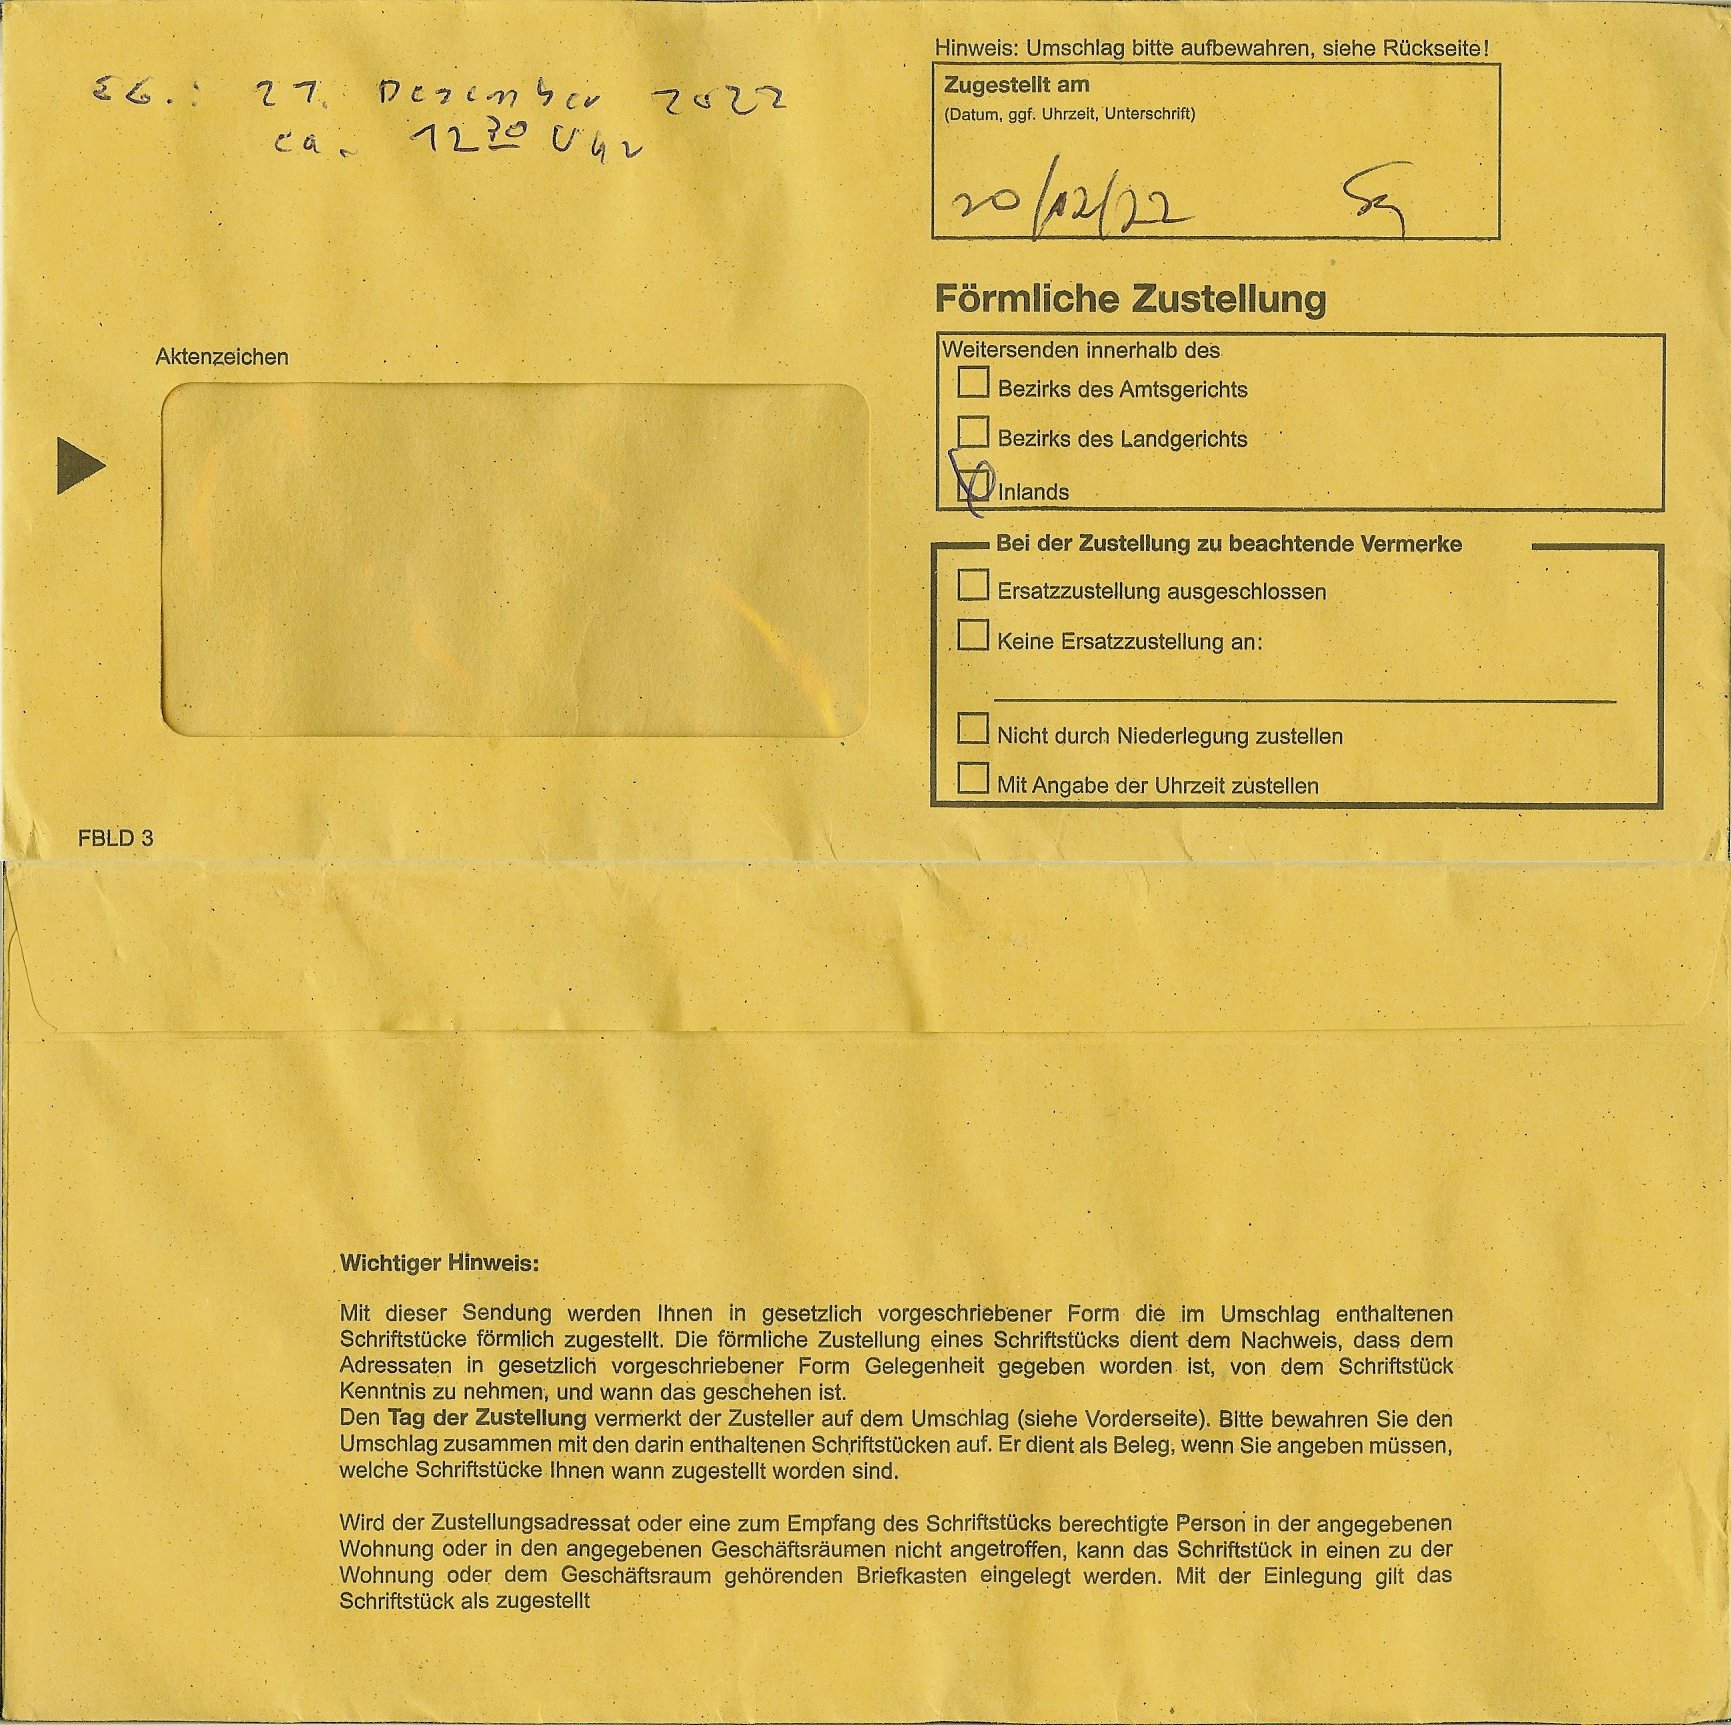 EG.: 21. Dezember 2022
ca. 12 30 Uhr
Hinweis: Umschlag bitte aufbewahren, siehe Rückseite!
Zugestellt am
(Datum, ggf. Uhrzeit, Unterschrift)
20/12/22
Förmliche Zustellung
Weitersenden innerhalb des
Bezirks des Amtsgerichts
Bezirks des Landgerichts
Inlands
Aktenzeichen
Bei der Zustellung zu beachtende Vermerke
Ersatzzustellung ausgeschlossen
Keine Ersatzzustellung an:
Nicht durch Niederlegung zustellen
Mit Angabe der Uhrzeit zustellen
FBLD 3
Wichtiger Hinweis:
Mit dieser Sendung werden Ihnen in gesetzlich vorgeschriebener Form die im Umschlag enthaltenen
Schriftstücke förmlich zugestellt. Die förmliche Zustellung eines Schriftstücks dient dem Nachweis, dass dem
Adressaten in gesetzlich vorgeschriebener Form Gelegenheit gegeben worden ist, von dem Schriftstück
Kenntnis zu nehmen, und wann das geschehen ist.
Den Tag der Zustellung vermerkt der Zusteller auf dem Umschlag (siehe Vorderseite). Bitte bewahren Sie den
Umschlag zusammen mit den darin enthaltenen Schriftstücken auf. Er dient als Beleg, wenn Sie angeben müssen,
welche Schriftstücke Ihnen wann zugestellt worden sind.
Wird der Zustellungsadressat oder eine zum Empfang des Schriftstücks berechtigte Person in der angegebenen
Wohnung oder in den angegebenen Geschäftsräumen nicht angetroffen, kann das Schriftstück in einen zu der
Wohnung oder dem Geschäftsraum gehörenden Briefkasten eingelegt werden. Mit der Einlegung gilt das
Schriftstück als zugestellt